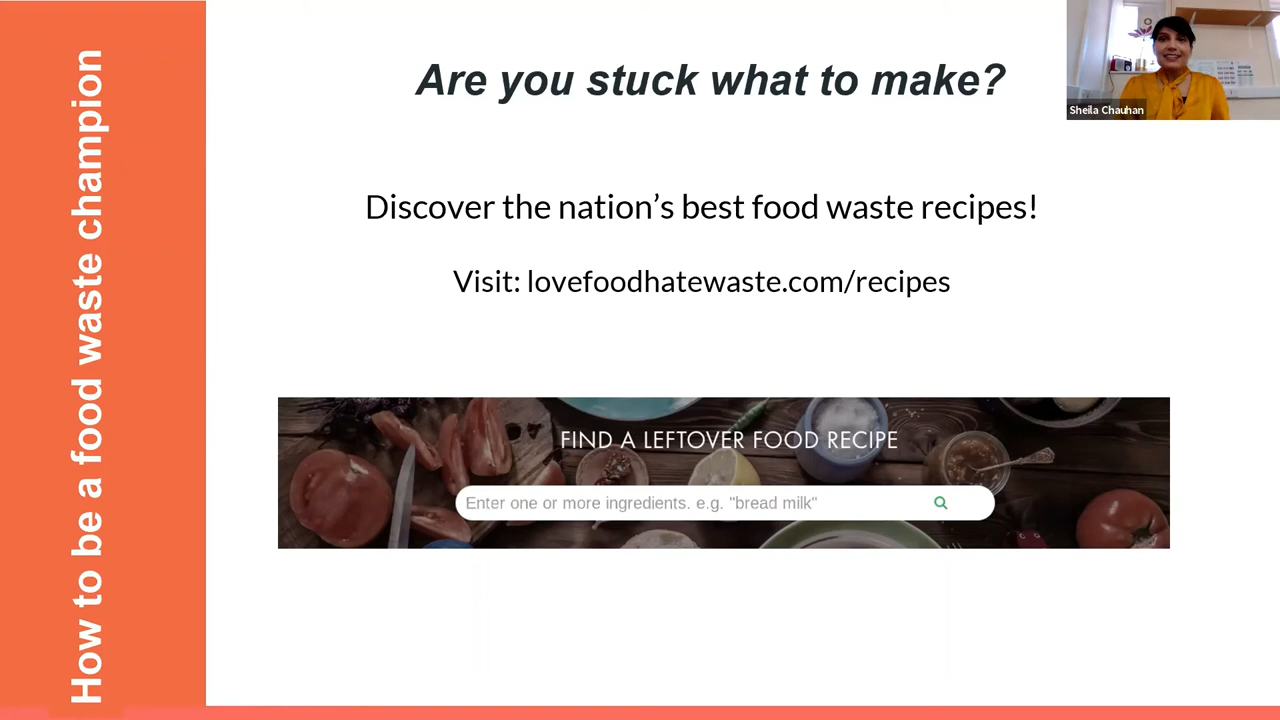 How to be a food waste champion
Are you stuck what to make?
Sheila Chauhan
Discover the nation’s best food waste recipes!
Visit: lovefoodhatewaste.com/recipes
FIND A LEFTOVER FOOD RECIPE
Enter one or more ingredients. e.g. "bread milk"